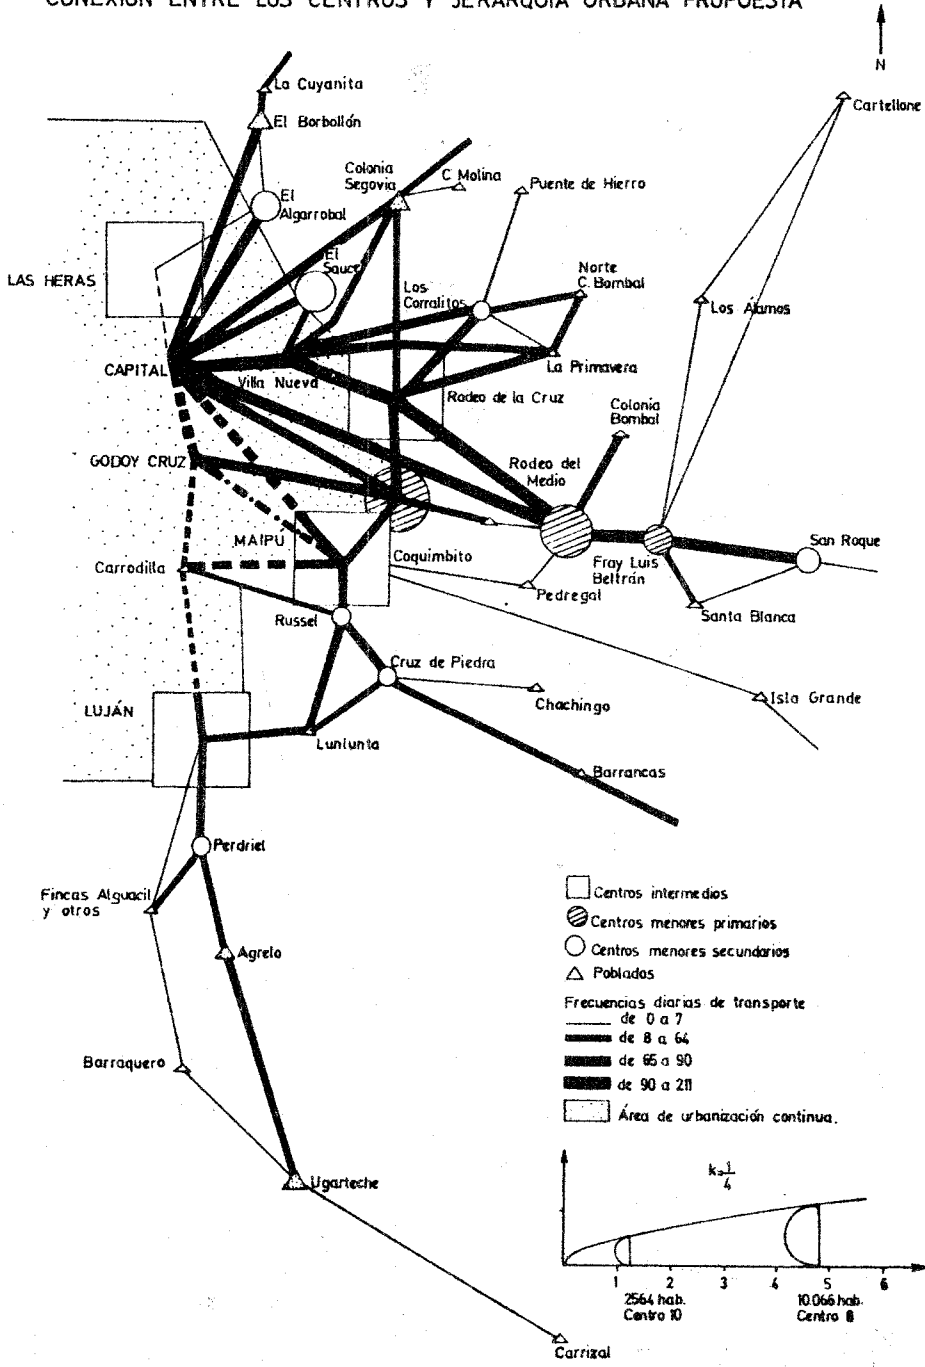 CONEXIÓN ENTRE LOS CENTROS Y JERARQUÍA URBANA PROPUESTA
N
La Cuyanita
Cartellone
El Borbollón
Colonia
Segovia
C Molina
Puente de Hierro
El
Algarrobal
El
Sauce
LAS HERAS
Los
Corralitos
Norte
C. Bombal
Los Álamos
CAPITAL
Villa Nueva
La Primavera
Rodeo de la Cruz
Colonia
Bombal
GODOY CRUZ
Rodeo del
Medio
MAIPÚ
San Roque
Carrodilla
Coquimbito
Fray Luis
Beltrán
Pedregal
Russel
Santa Blanca
Cruz de Piedra
LUJÁN
Chachingo
Isla Grande
Lunlunta
Barrancas
Perdriel
Fincas Alguacil
y otros
Agrelo
Barraquero
Ugarteche
Carrizal
Centros intermedios
Centros menores primarios
Centros menores secundarios
Poblados
Frecuencias diarias de transporte
de 0 a 7
de 8 a 64
de 65 a 90
de 90 a 211
Área de urbanización continua.
k=1/4
1 2 3 4 5 6
2564 hab. 10.066 hab.
Centro 10 Centro 8